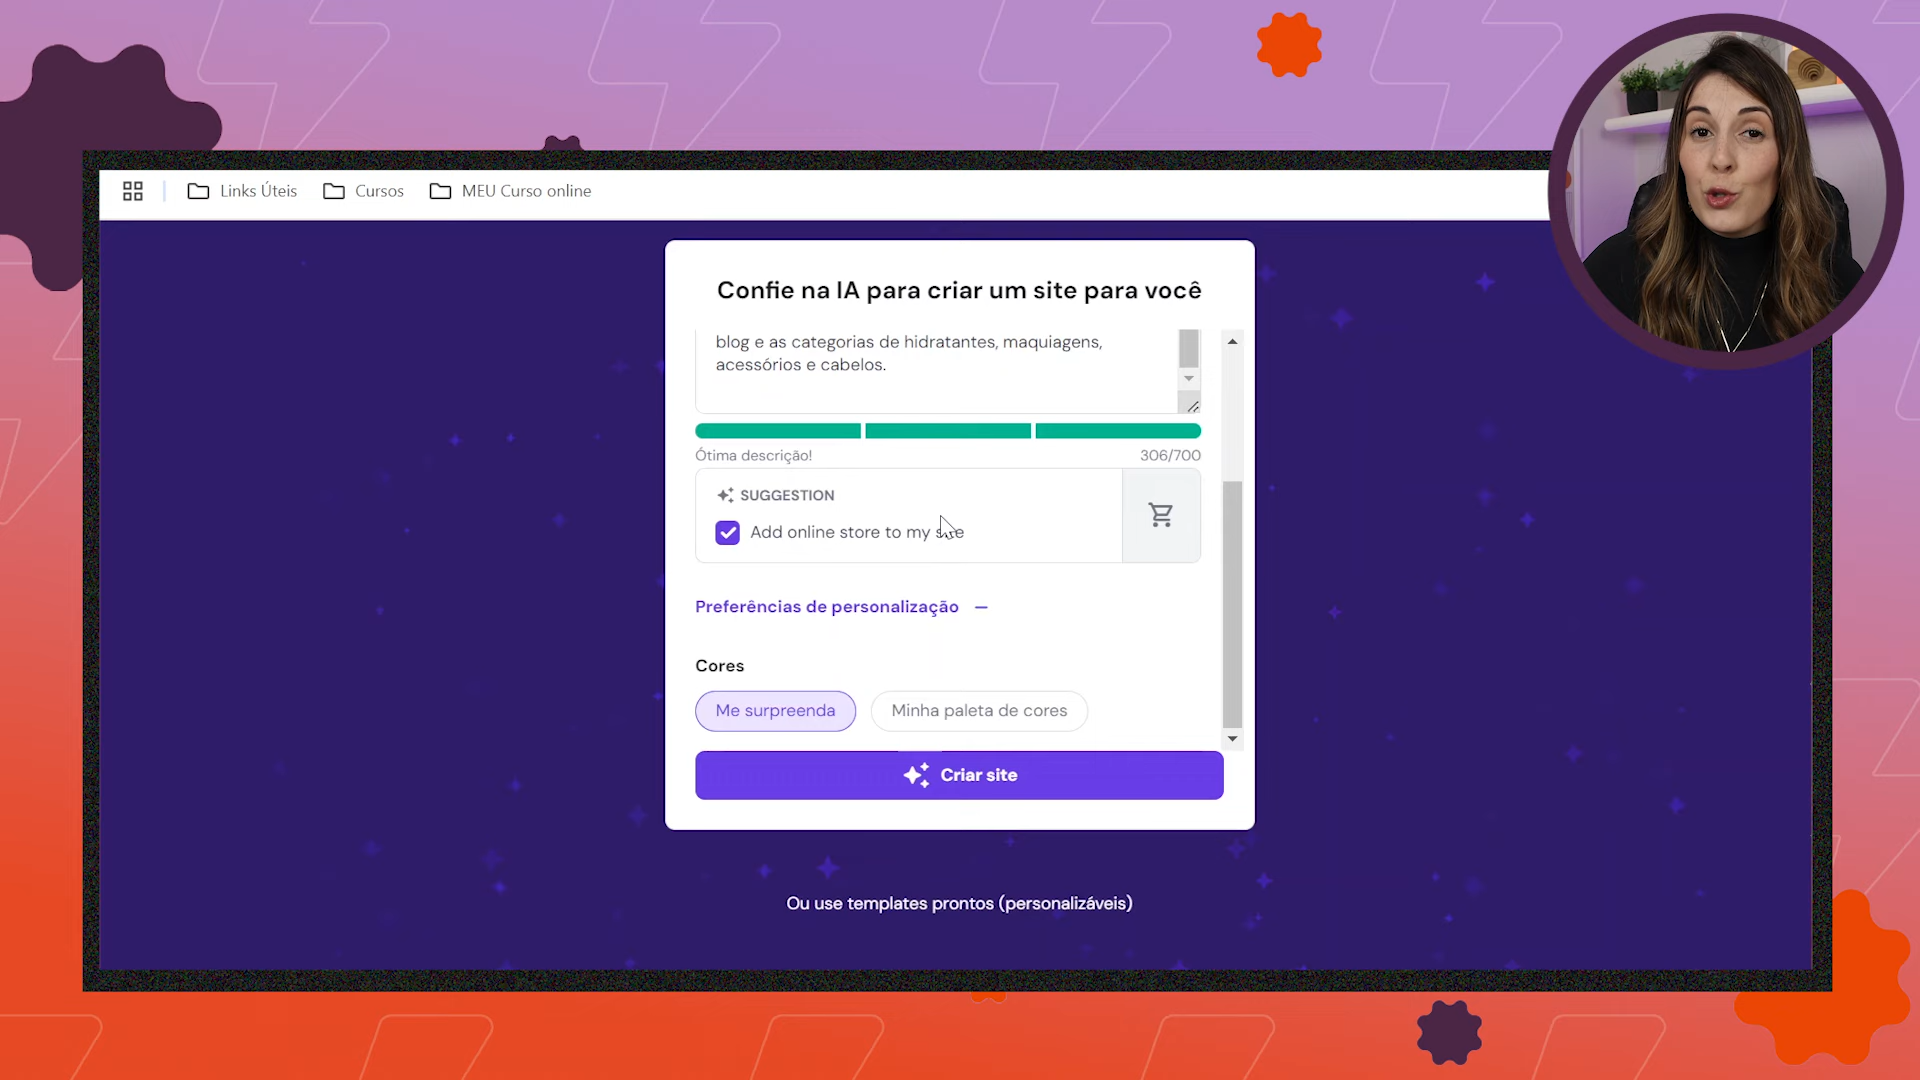 Links Úteis
Cursos
MEU Curso online
Confie na IA para criar um site para você
blog e as categorias de hidratantes, maquiagens,
acessórios e cabelos.
Ótima descrição!
306/700
SUGGESTION
Add online store to my site
Preferências de personalização
Cores
Me surpreenda
Minha paleta de cores
Criar site
Ou use templates prontos (personalizáveis)